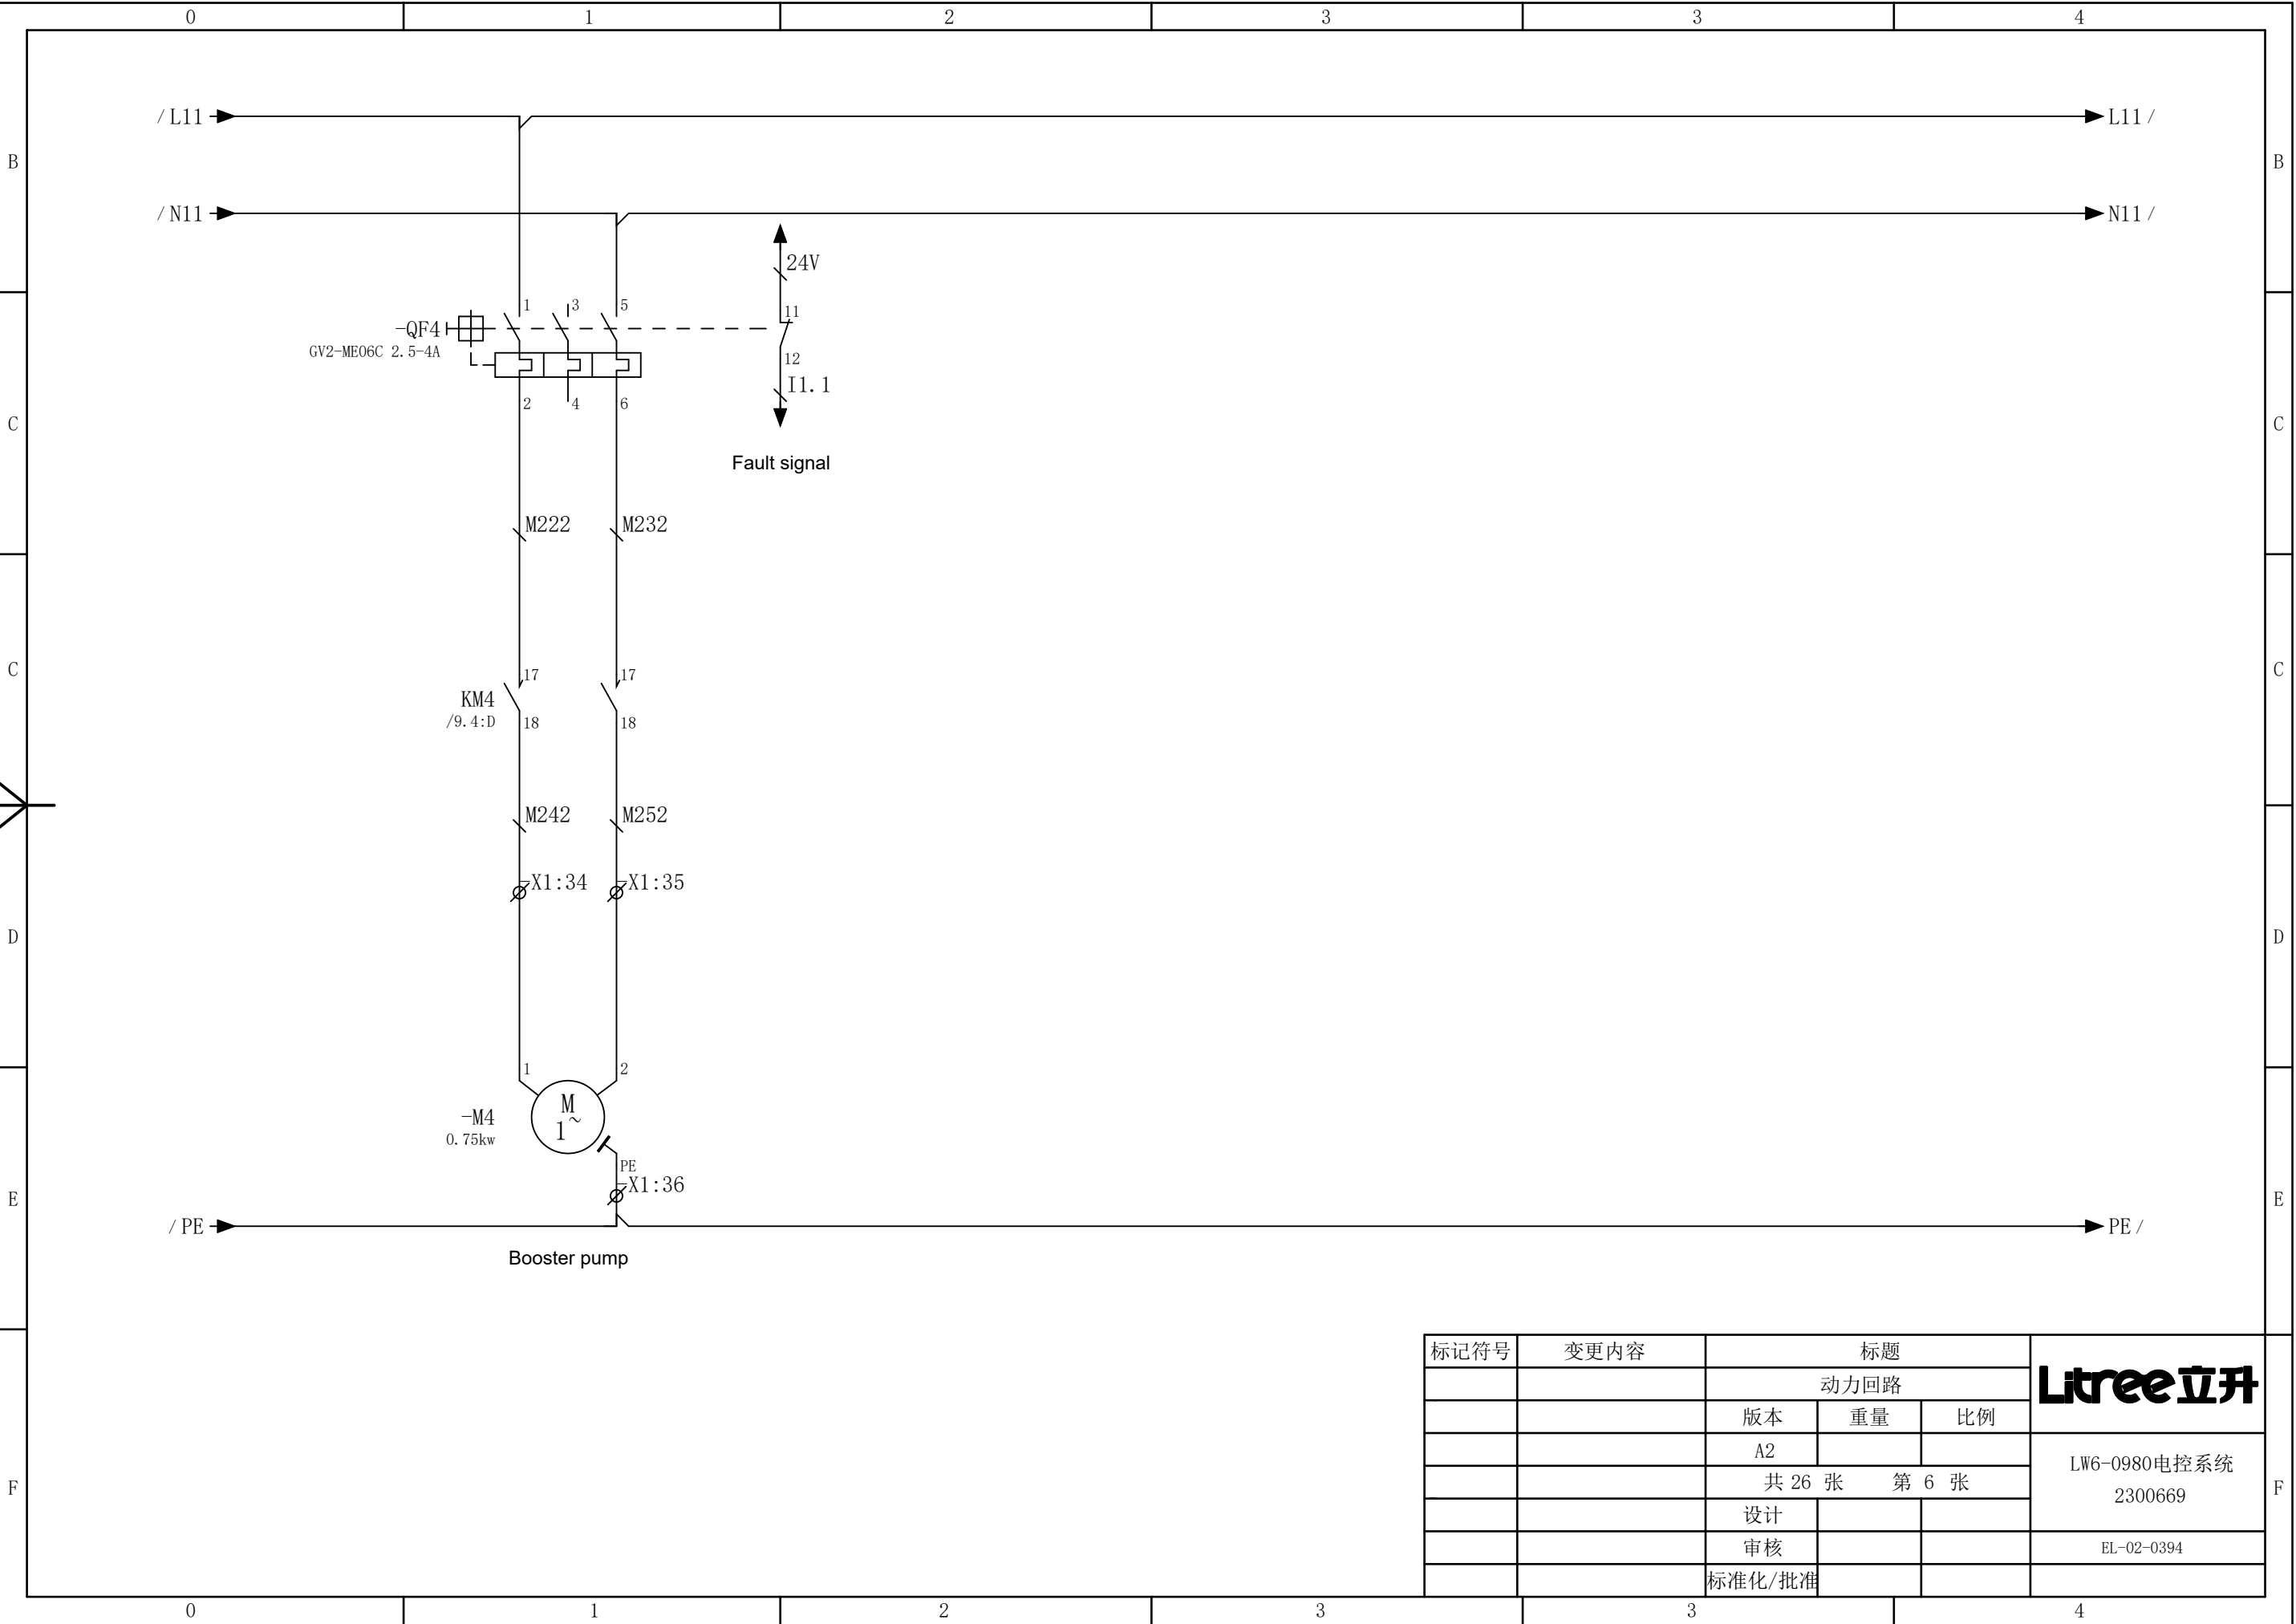 0 1 2 3 3 4
/ L11 L11 /
B B
/ N11 N11 /
24V
1 3 5 11
-QF4
GV2-ME06C 2.5-4A
12
I1.1
2 4 6
C C
Fault signal
M222 M232
17 17
C C
KM4
/9.4:D 18 18
M242 M252
-X1:34 -X1:35
D D
1 2
M
1~
-M4
0.75kw
PE
-X1:36
E E
/ PE PE /
Booster pump
标记符号 变更内容 标题
Litree立升
动力回路
版本 重量 比例
A2
LW6-0980电控系统
共 26 张 第 6 张
F F
2300669
设计
审核
EL-02-0394
标准化/批准
0 1 2 3 3 4